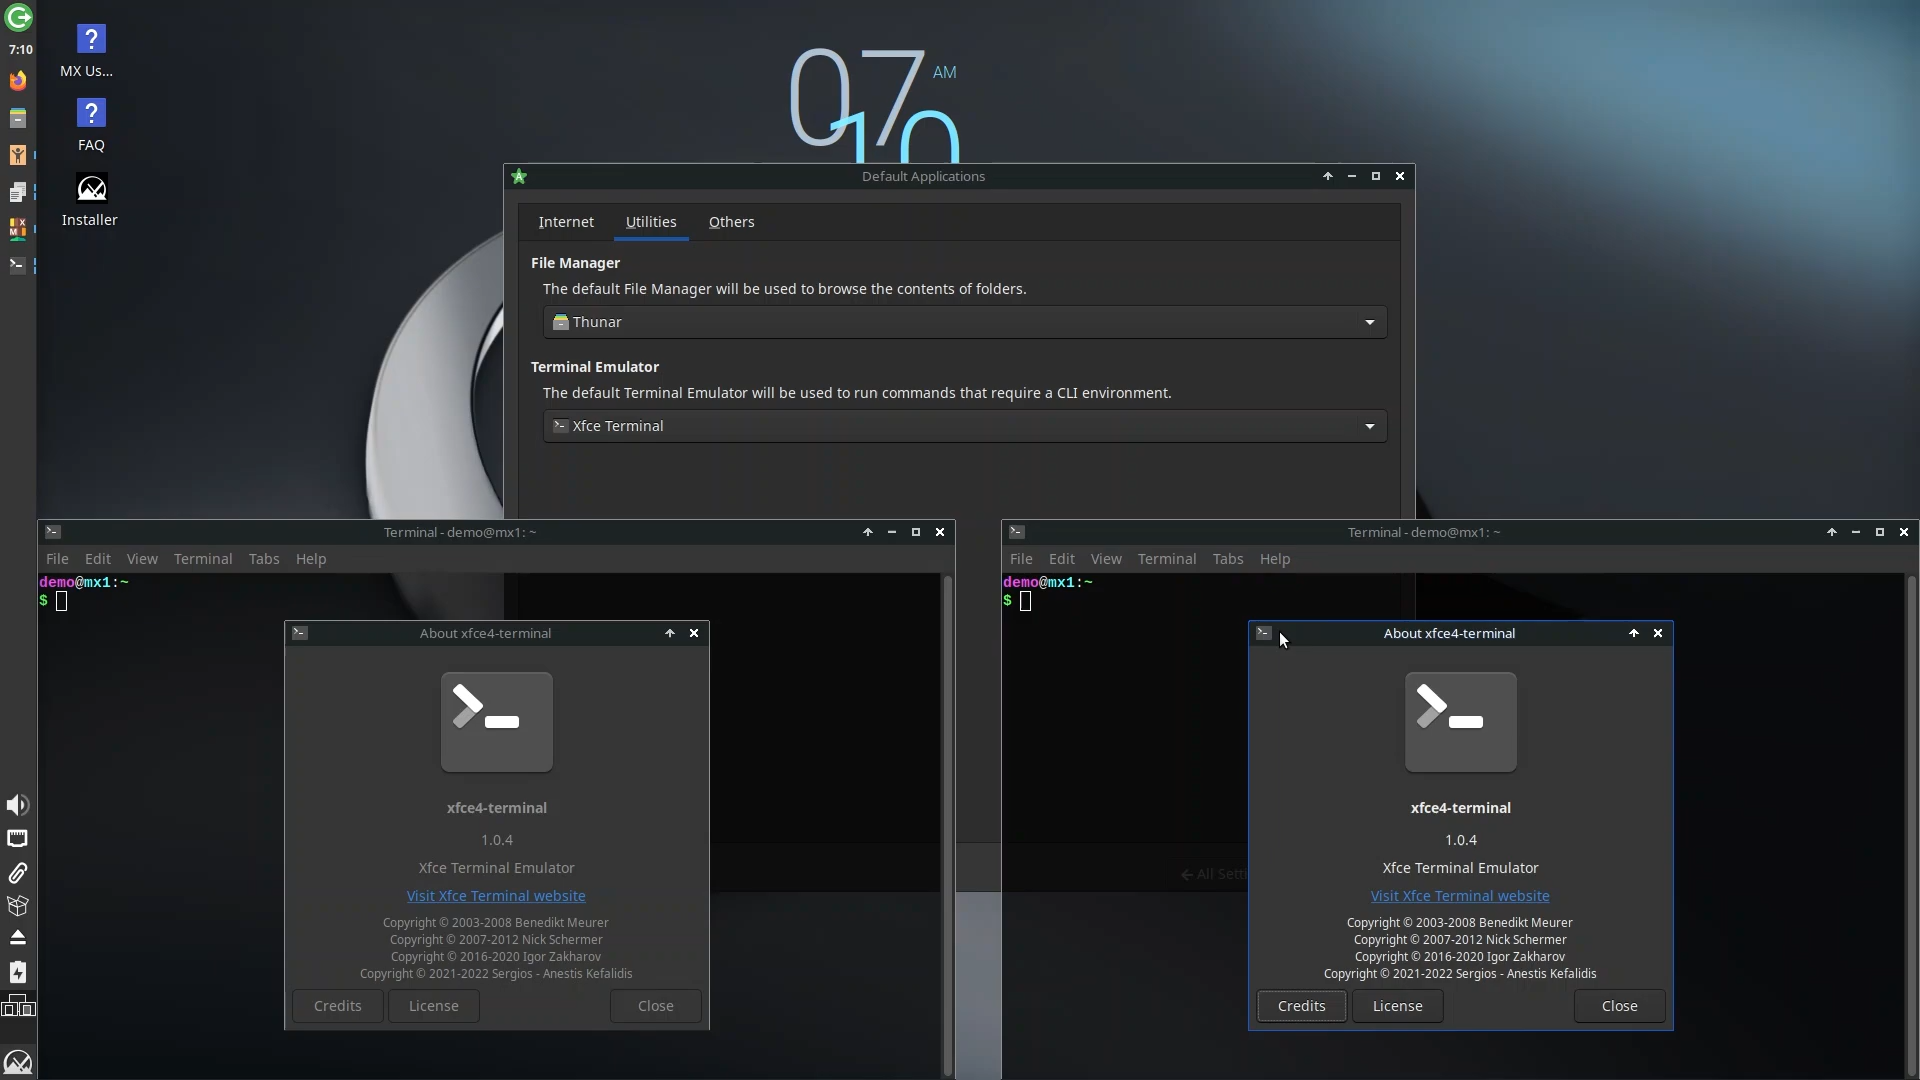 7:10
MX Us...
FAQ
Installer
07
AM
10
Default Applications
Internet
Utilities
Others
File Manager
The default File Manager will be used to browse the contents of folders.
Thunar
Terminal Emulator
The default Terminal Emulator will be used to run commands that require a CLI environment.
Xfce Terminal
Terminal - demo@mx1: ~
File Edit View Terminal Tabs Help
demo@mx1:~
$
About xfce4-terminal
xfce4-terminal
1.0.4
Xfce Terminal Emulator
Visit Xfce Terminal website
Copyright © 2003-2008 Benedikt Meurer
Copyright © 2007-2012 Nick Schermer
Copyright © 2016-2020 Igor Zakharov
Copyright © 2021-2022 Sergios - Anestis Kefalidis
Credits
License
Close
All Setti
Terminal - demo@mx1: ~
File Edit View Terminal Tabs Help
demo@mx1:~
$
About xfce4-terminal
xfce4-terminal
1.0.4
Xfce Terminal Emulator
Visit Xfce Terminal website
Copyright © 2003-2008 Benedikt Meurer
Copyright © 2007-2012 Nick Schermer
Copyright © 2016-2020 Igor Zakharov
Copyright © 2021-2022 Sergios - Anestis Kefalidis
Credits
License
Close